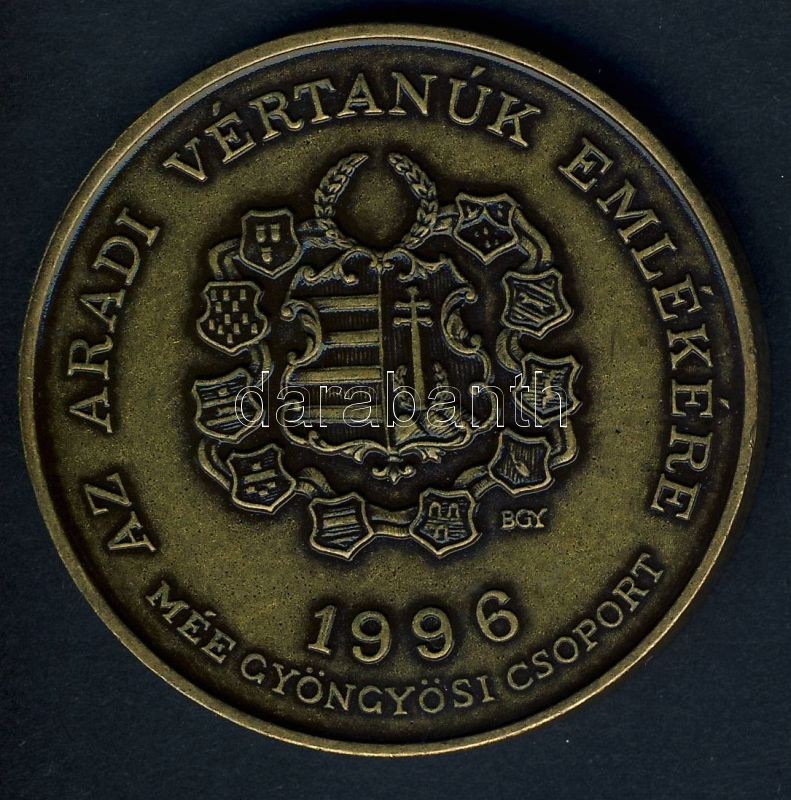 AZ ARADI VÉRTANÚK EMLÉKÉRE
darabanth
BGY
1996
MÉE GYÖNGYÖSI CSOPORT